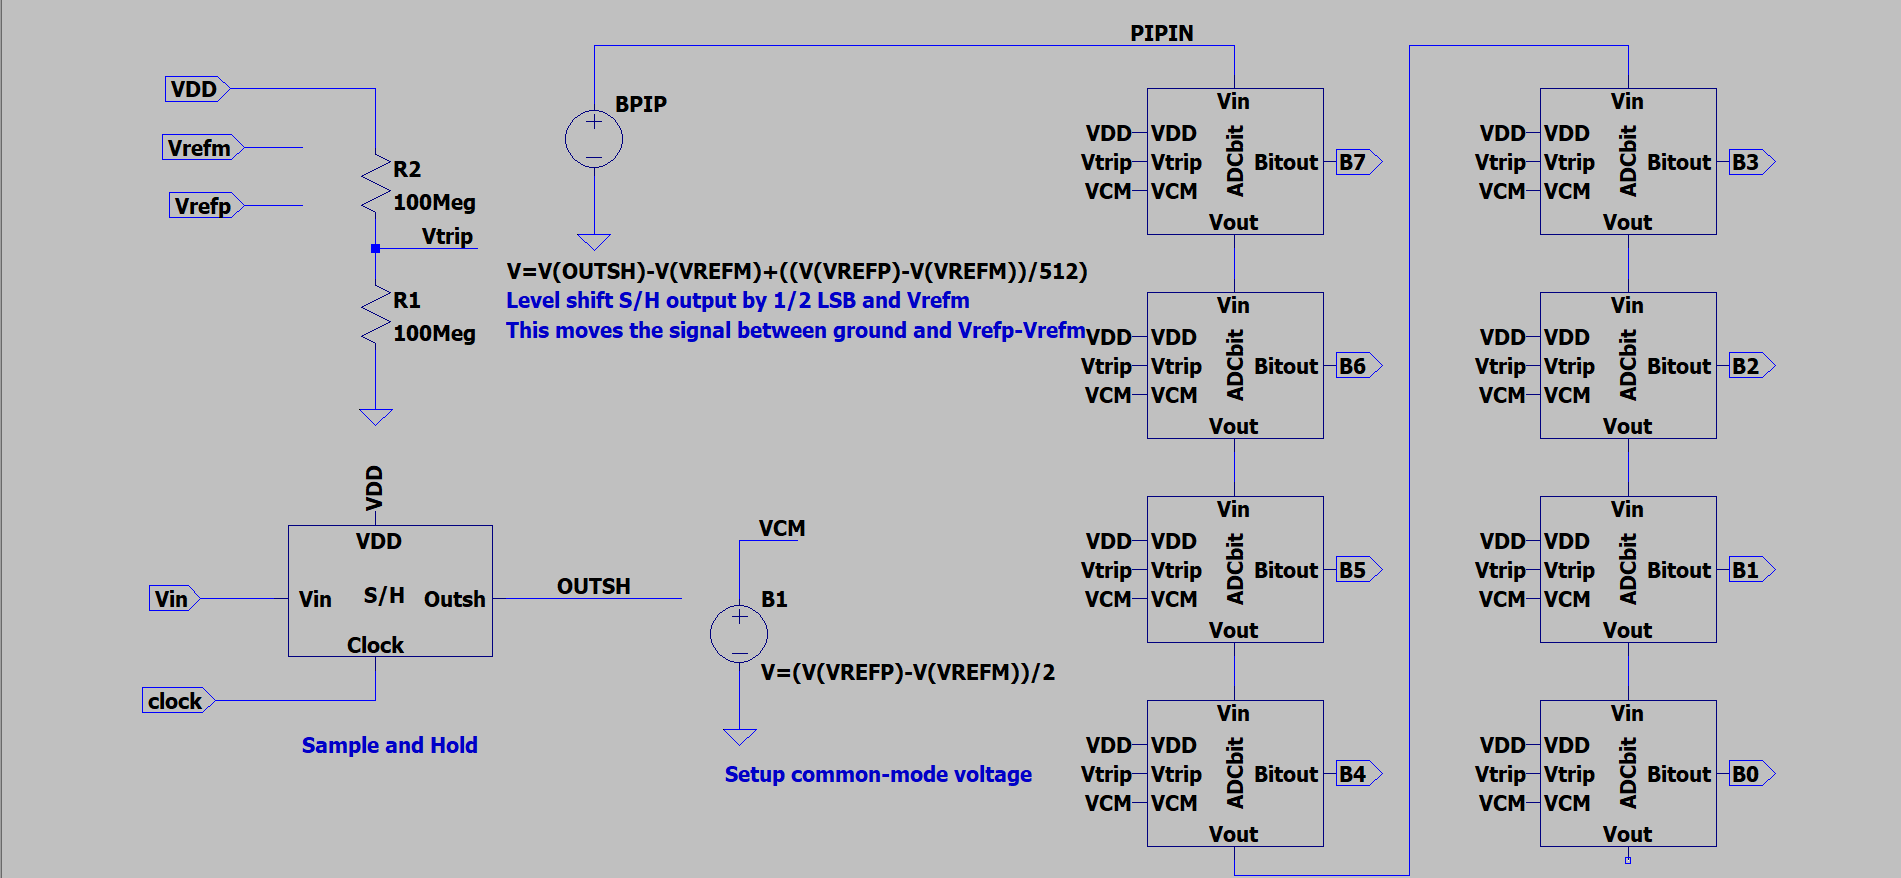 VDD
Vrefm
Vrefp
R2
100Meg
Vtrip
R1
100Meg
BPIP
V=V(OUTSH)-V(VREFM)+((V(VREFP)-V(VREFM))/512)
Level shift S/H output by 1/2 LSB and Vrefm
This moves the signal between ground and Vrefp-Vrefm
VDD
VDD
Vin
Vin
S/H
Outsh
OUTSH
Clock
clock
Sample and Hold
VCM
B1
V=(V(VREFP)-V(VREFM))/2
Setup common-mode voltage
PIPIN
Vin
VDD VDD
Vtrip Vtrip
VCM VCM
ADCbit
Bitout B7
Vout
Vin
VDD VDD
Vtrip Vtrip
VCM VCM
ADCbit
Bitout B6
Vout
Vin
VDD VDD
Vtrip Vtrip
VCM VCM
ADCbit
Bitout B5
Vout
Vin
VDD VDD
Vtrip Vtrip
VCM VCM
ADCbit
Bitout B4
Vout
Vin
VDD VDD
Vtrip Vtrip
VCM VCM
ADCbit
Bitout B3
Vout
Vin
VDD VDD
Vtrip Vtrip
VCM VCM
ADCbit
Bitout B2
Vout
Vin
VDD VDD
Vtrip Vtrip
VCM VCM
ADCbit
Bitout B1
Vout
Vin
VDD VDD
Vtrip Vtrip
VCM VCM
ADCbit
Bitout B0
Vout